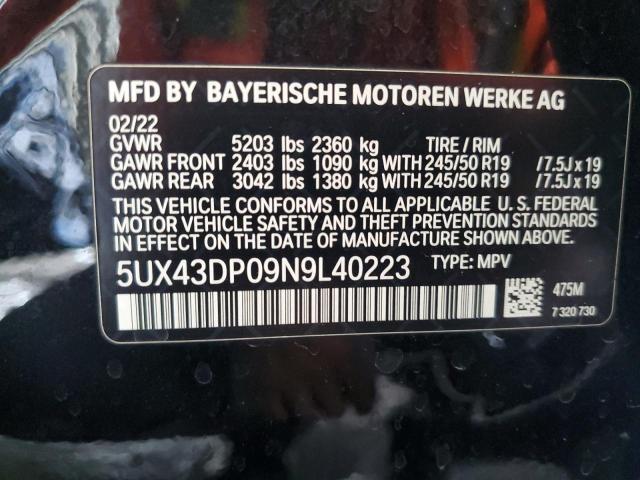 MFD BY BAYERISCHE MOTOREN WERKE AG
02/22
GVWR 5203 lbs 2360 kg TIRE / RIM
GAWR FRONT 2403 lbs 1090 kg WITH 245/50 R19 /7.5J x 19
GAWR REAR 3042 lbs 1380 kg WITH 245/50 R19 /7.5J x 19
THIS VEHICLE CONFORMS TO ALL APPLICABLE U. S. FEDERAL
MOTOR VEHICLE SAFETY AND THEFT PREVENTION STANDARDS
IN EFFECT ON THE DATE OF MANUFACTURE SHOWN ABOVE.
5UX43DP09N9L40223 TYPE: MPV
475M
7 320 730